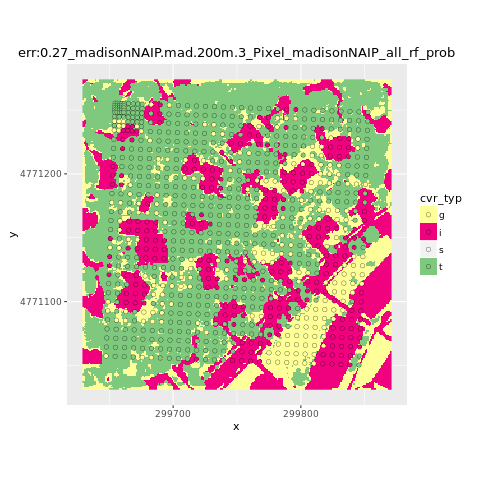 err:0.27_madisonNAIP.mad.200m.3_Pixel_madisonNAIP_all_rf_prob
4771200
4771100
y
299700
299800
x
cvr_typ
g
i
s
t